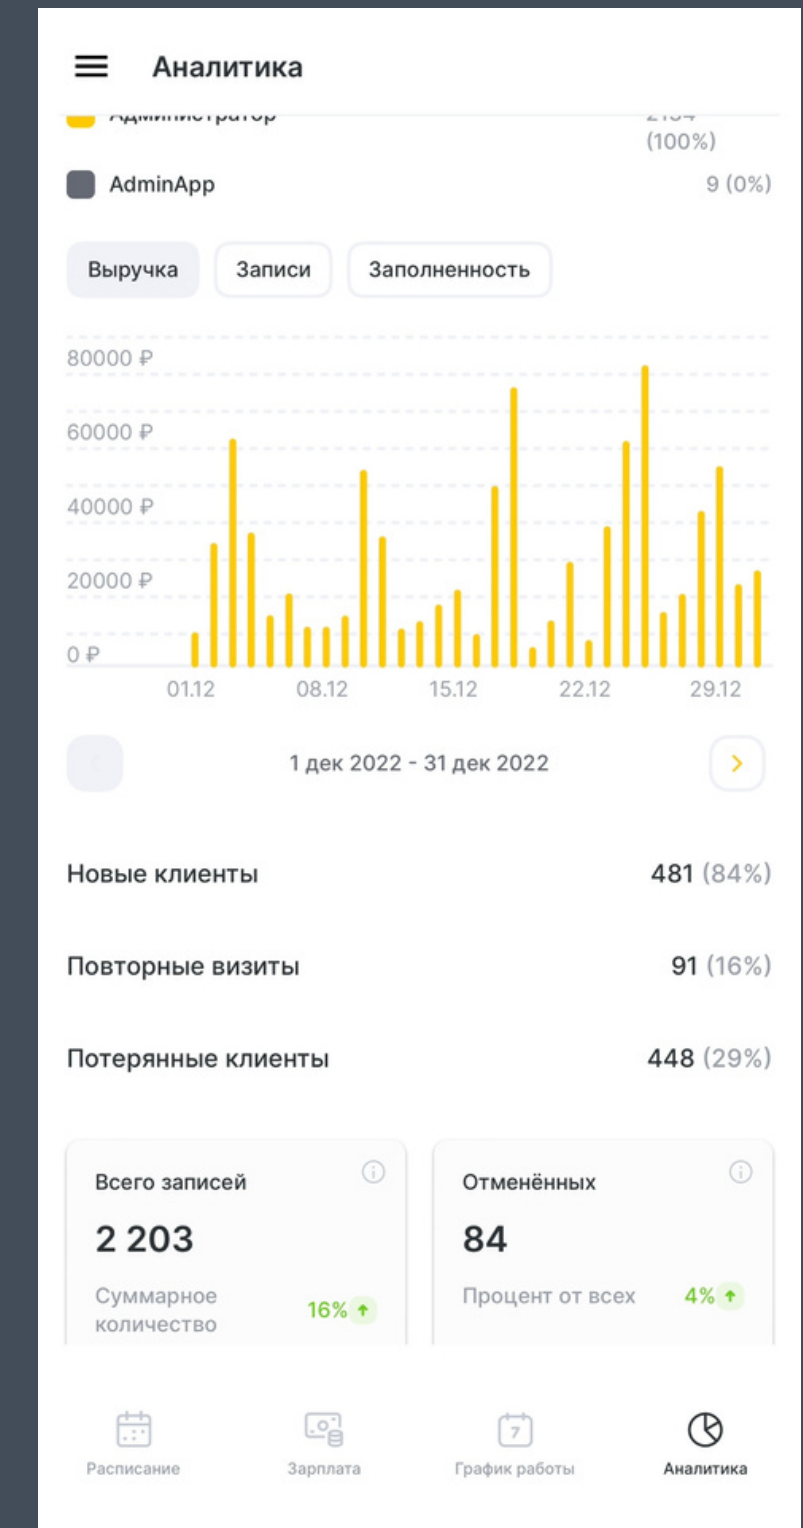 Аналитика
Администратор
(100%)
AdminApp 9 (0%)
Выручка Записи Заполненность
80000 ₽
60000 ₽
40000 ₽
20000 ₽
0 ₽
01.12 08.12 15.12 22.12 29.12
1 дек 2022 - 31 дек 2022
Новые клиенты 481 (84%)
Повторные визиты 91 (16%)
Потерянные клиенты 448 (29%)
Всего записей
2 203
Суммарное
количество
16%
Отменённых
84
Процент от всех 4%
7
Расписание Зарплата График работы Аналитика